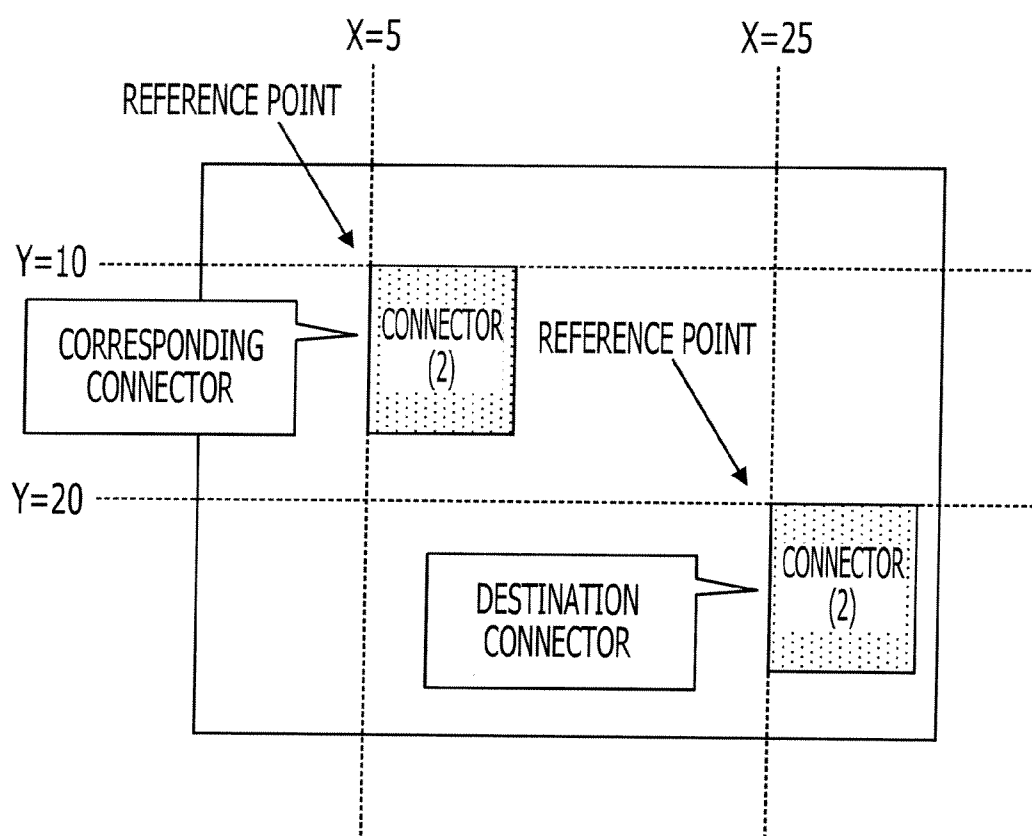 X=5
X=25
REFERENCE POINT
Y=10
CORRESPONDING
CONNECTOR
CONNECTOR
(2)
REFERENCE POINT
Y=20
DESTINATION
CONNECTOR
CONNECTOR
(2)